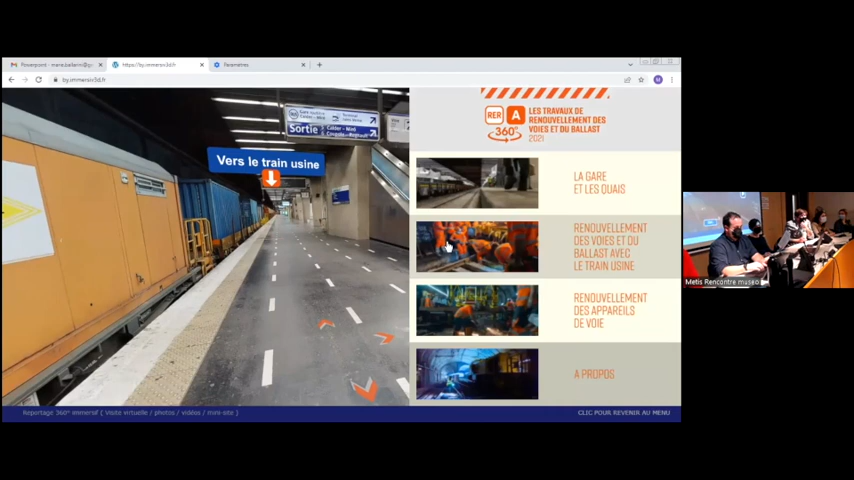 https://by.immersiv3d.fr
Paramètres
by.immersiv3d.fr
Sortie
Vers le train usine
RER A
360°
LES TRAVAUX DE
RENOUVELLEMENT DES
VOIES ET DU BALLAST
2021
LA GARE
ET LES QUAIS
RENOUVELLEMENT
DES VOIES ET DU
BALLAST AVEC
LE TRAIN USINE
RENOUVELLEMENT
DES APPAREILS
DE VOIE
A PROPOS
Reportage 360° immersif ( Visite virtuelle / photos / vidéos / mini-site )
CLIC POUR REVENIR AU MENU
Metis Rencontre museo